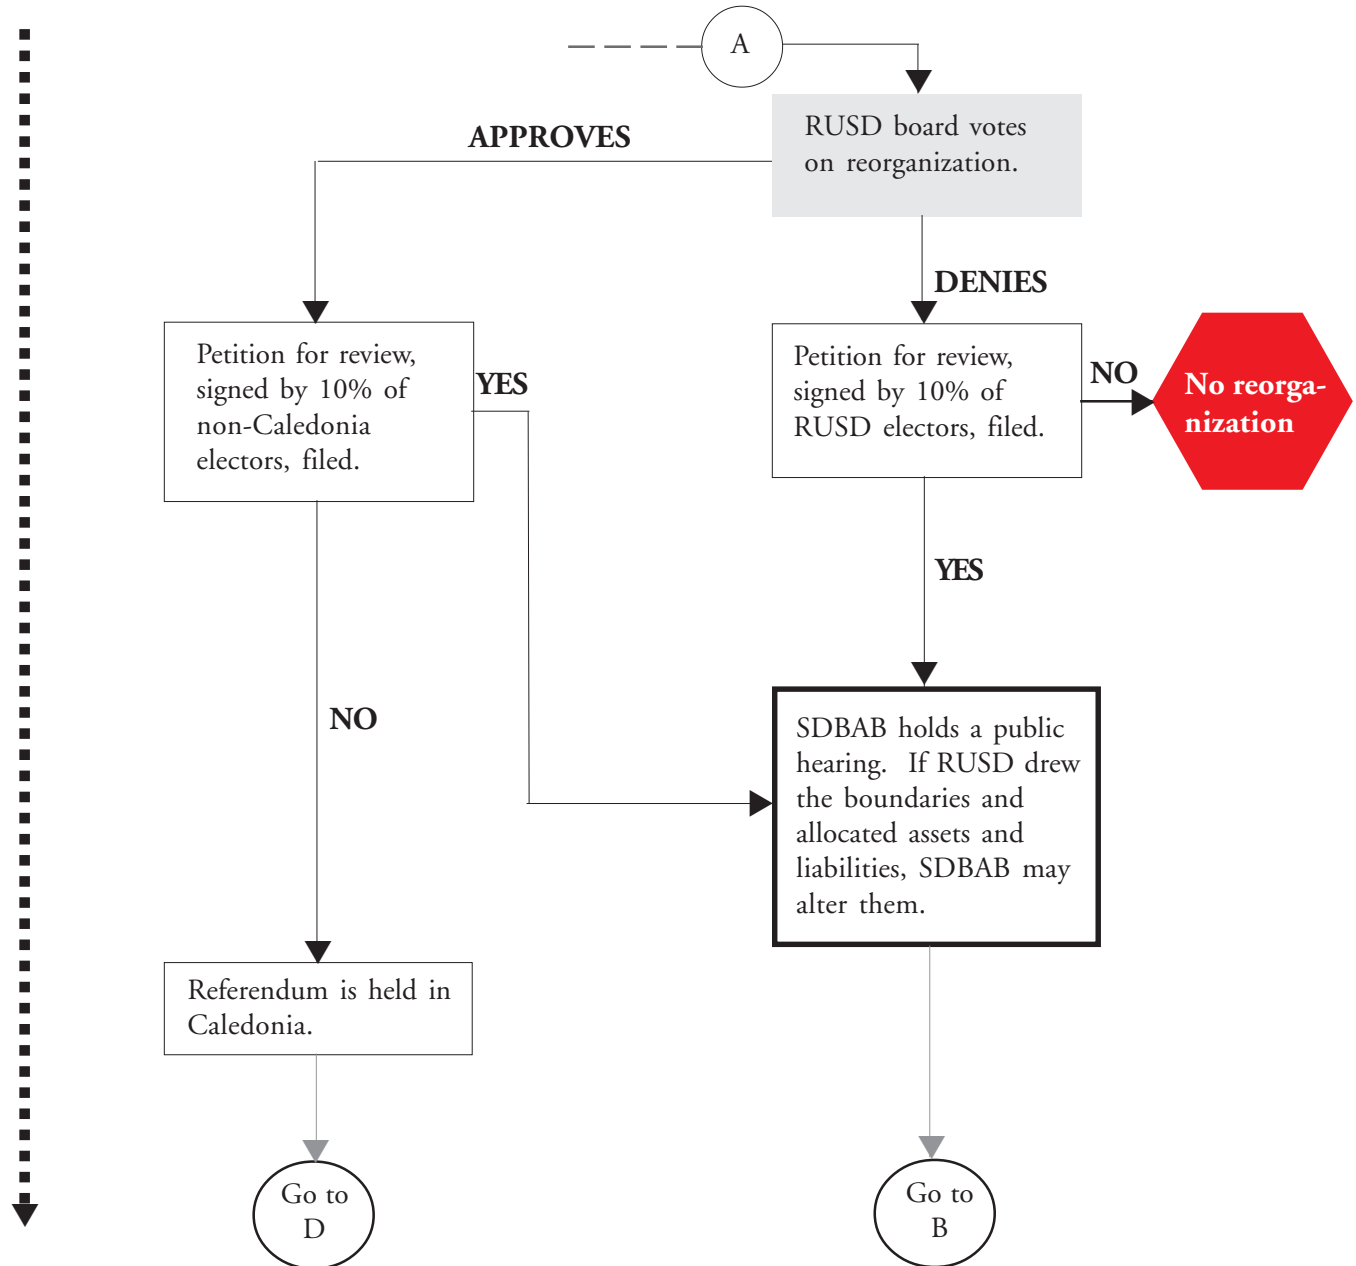 A
RUSD board votes
on reorganization.
APPROVES
DENIES
Petition for review,
signed by 10% of
non-Caledonia
electors, filed.
YES
Petition for review,
signed by 10% of
RUSD electors, filed.
NO
No reorga-
nization
YES
NO
SDBAB holds a public
hearing. If RUSD drew
the boundaries and
allocated assets and
liabilities, SDBAB may
alter them.
Referendum is held in
Caledonia.
Go to
D
Go to
B